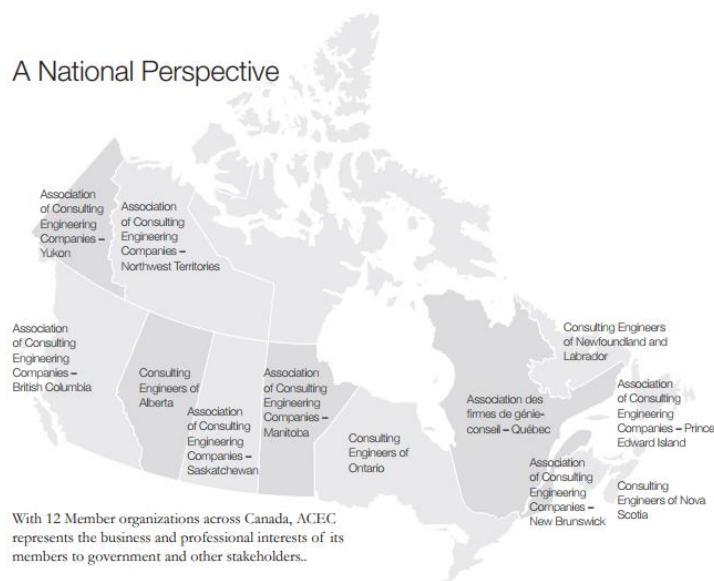 A National Perspective
Association
of Consulting
Engineering
Companies –
Yukon
Association
of Consulting
Engineering
Companies –
Northwest Territories
Association
of Consulting
Engineering
Companies –
British Columbia
Consulting
Engineers of
Alberta
Association
of Consulting
Engineering
Companies –
Saskatchewan
Association
of Consulting
Engineering
Companies –
Manitoba
Consulting
Engineers of
Ontario
Association des
firmes de génie-
conseil – Québec
Consulting Engineers
of Newfoundland and
Labrador
Association
of Consulting
Engineering
Companies – Prince
Edward Island
Association
of Consulting
Engineering
Companies –
New Brunswick
Consulting
Engineers of Nova
Scotia
With 12 Member organizations across Canada, ACEC
represents the business and professional interests of its
members to government and other stakeholders..